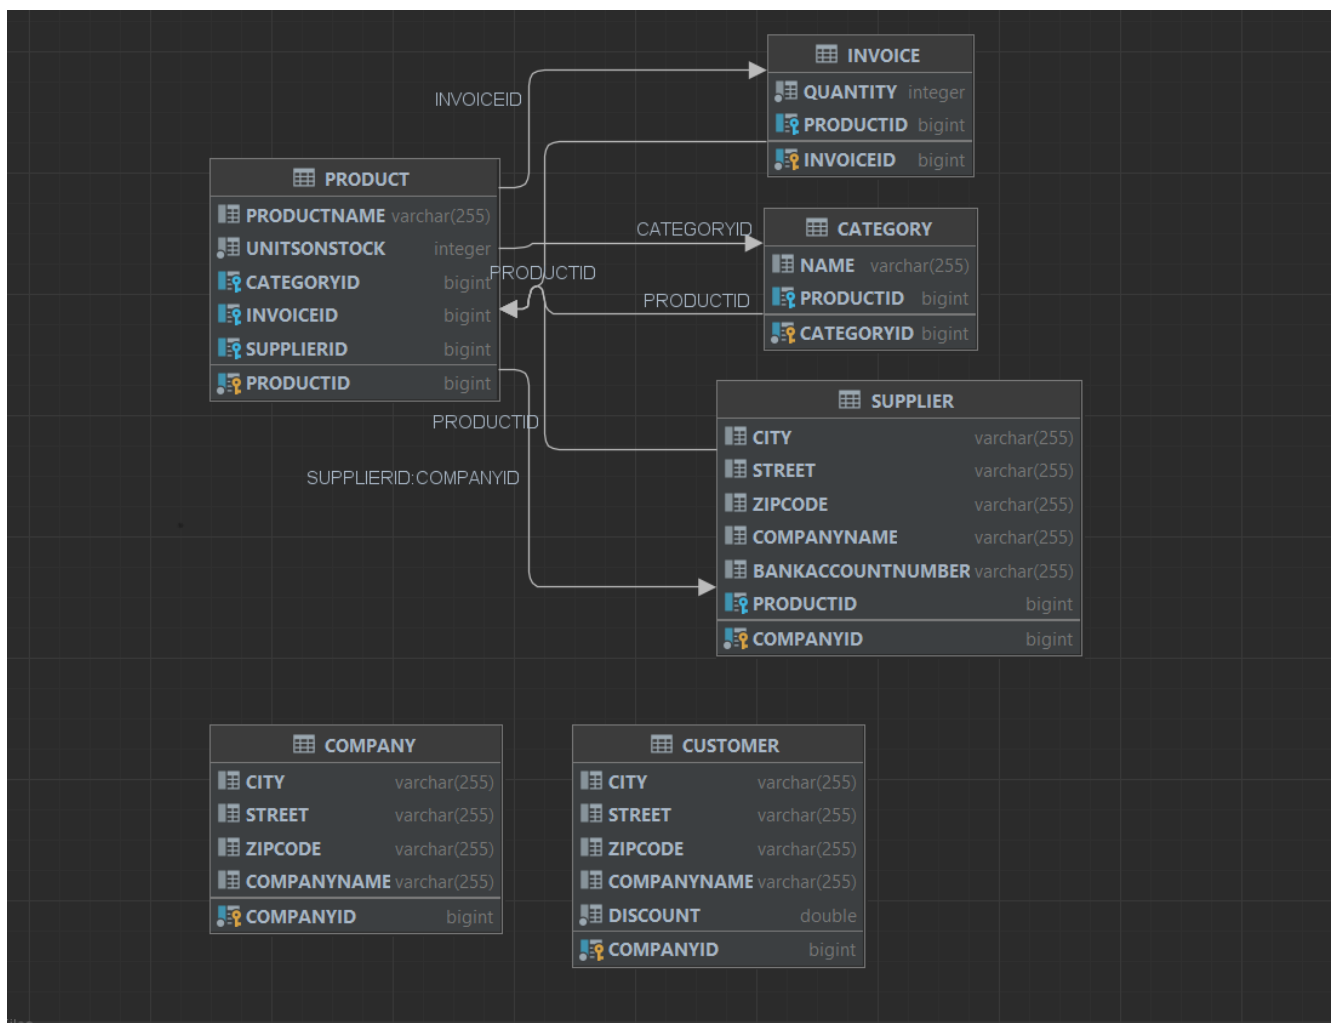 INVOICE
QUANTITY integer
PRODUCTID bigint
INVOICEID bigint
INVOICEID
PRODUCT
PRODUCTNAME varchar(255)
UNITSONSTOCK integer
CATEGORYID bigint
INVOICEID bigint
SUPPLIERID bigint
PRODUCTID bigint
CATEGORYID
PRODUCTID
PRODUCTID
CATEGORY
NAME varchar(255)
PRODUCTID bigint
CATEGORYID bigint
PRODUCTID
SUPPLIERID:COMPANYID
SUPPLIER
CITY varchar(255)
STREET varchar(255)
ZIPCODE varchar(255)
COMPANYNAME varchar(255)
BANKACCOUNTNUMBER varchar(255)
PRODUCTID bigint
COMPANYID bigint
COMPANY
CITY varchar(255)
STREET varchar(255)
ZIPCODE varchar(255)
COMPANYNAME varchar(255)
COMPANYID bigint
CUSTOMER
CITY varchar(255)
STREET varchar(255)
ZIPCODE varchar(255)
COMPANYNAME varchar(255)
DISCOUNT double
COMPANYID bigint